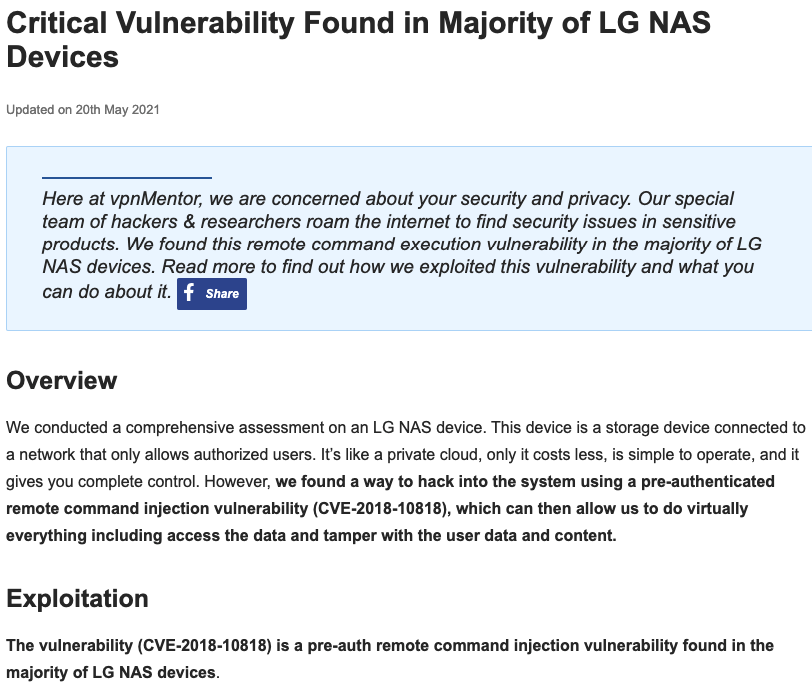 Critical Vulnerability Found in Majority of LG NAS
Devices
Updated on 20th May 2021
Here at vpnMentor, we are concerned about your security and privacy. Our special
team of hackers & researchers roam the internet to find security issues in sensitive
products. We found this remote command execution vulnerability in the majority of LG
NAS devices. Read more to find out how we exploited this vulnerability and what you
can do about it. f Share
Overview
We conducted a comprehensive assessment on an LG NAS device. This device is a storage device connected to
a network that only allows authorized users. It’s like a private cloud, only it costs less, is simple to operate, and it
gives you complete control. However, we found a way to hack into the system using a pre-authenticated
remote command injection vulnerability (CVE-2018-10818), which can then allow us to do virtually
everything including access the data and tamper with the user data and content.
Exploitation
The vulnerability (CVE-2018-10818) is a pre-auth remote command injection vulnerability found in the
majority of LG NAS devices.